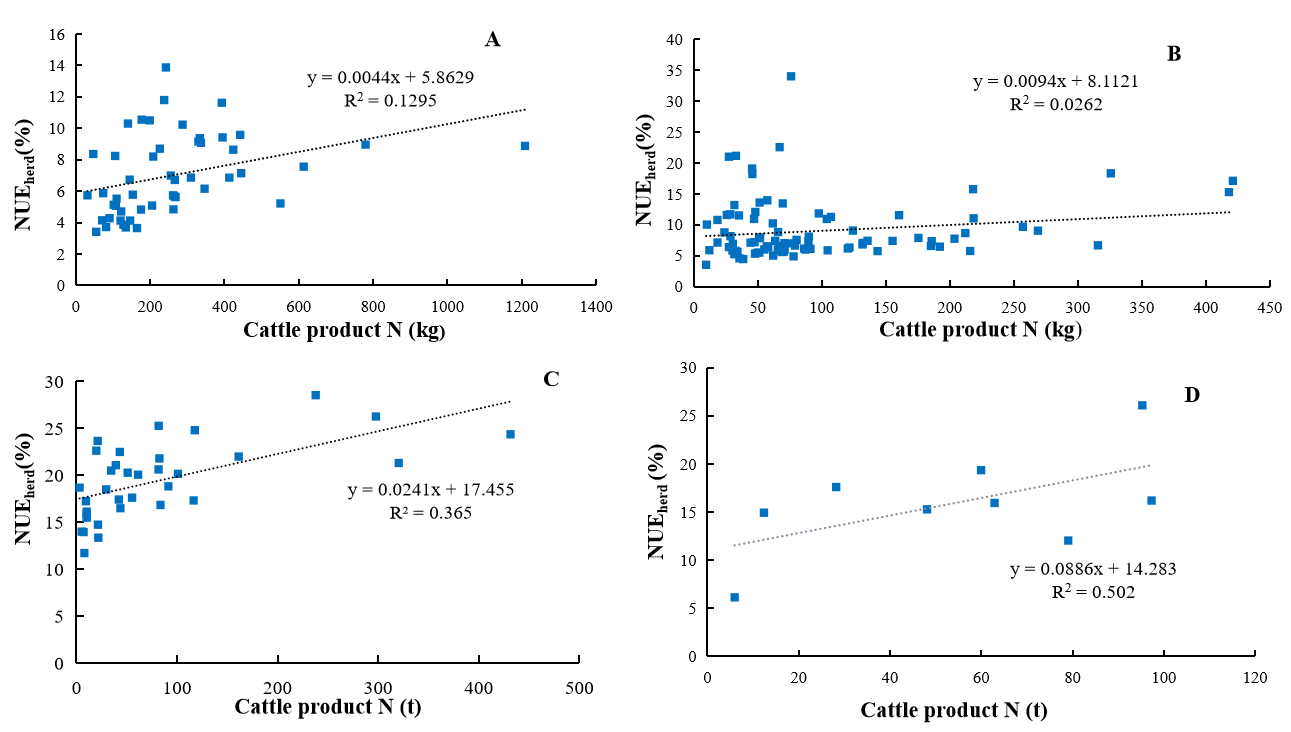 A
y = 0.0044x + 5.8629
R² = 0.1295
NUEherd(%)
16
14
12
10
8
6
4
2
0
0 200 400 600 800 1000 1200 1400
Cattle product N (kg)
B
y = 0.0094x + 8.1121
R² = 0.0262
NUEherd(%)
40
35
30
25
20
15
10
5
0
0 50 100 150 200 250 300 350 400 450
Cattle product N (kg)
C
y = 0.0241x + 17.455
R² = 0.365
NUEherd(%)
30
25
20
15
10
5
0
0 100 200 300 400 500
Cattle product N (t)
D
y = 0.0886x + 14.283
R² = 0.502
NUEherd (%)
30
25
20
15
10
5
0
0 20 40 60 80 100 120
Cattle product N (t)